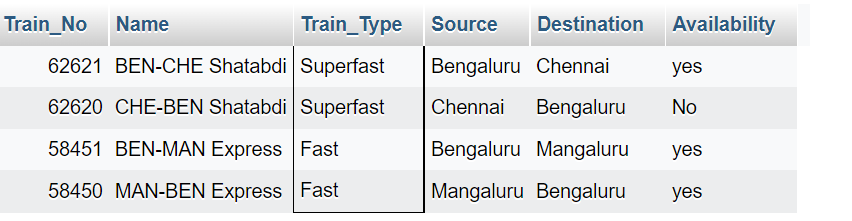 Train_No Name Train_Type Source Destination Availability
62621 BEN-CHE Shatabdi Superfast Bengaluru Chennai yes
62620 CHE-BEN Shatabdi Superfast Chennai Bengaluru No
58451 BEN-MAN Express Fast Bengaluru Mangaluru yes
58450 MAN-BEN Express Fast Mangaluru Bengaluru yes